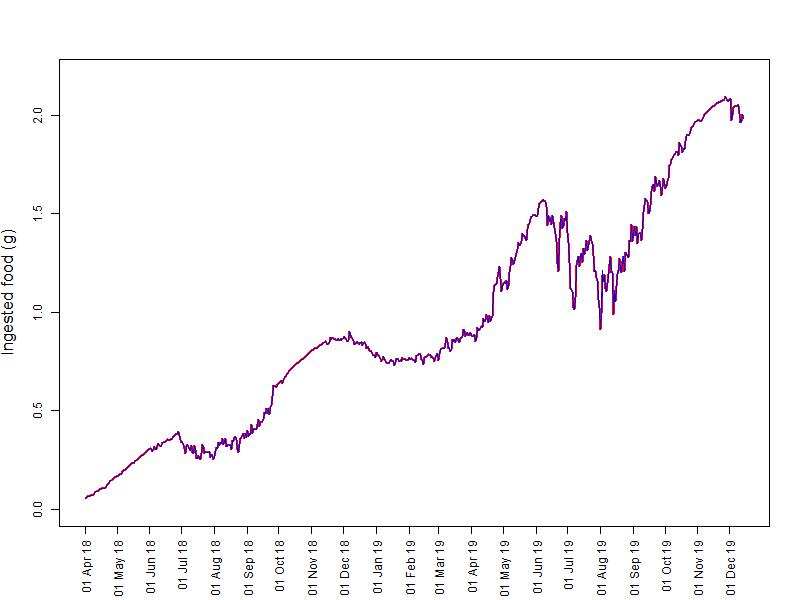 Ingested food (g)
2.0
1.5
1.0
0.5
0.0
01 Apr 18
01 May 18
01 Jun 18
01 Jul 18
01 Aug 18
01 Sep 18
01 Oct 18
01 Nov 18
01 Dec 18
01 Jan 19
01 Feb 19
01 Mar 19
01 Apr 19
01 May 19
01 Jun 19
01 Jul 19
01 Aug 19
01 Sep 19
01 Oct 19
01 Nov 19
01 Dec 19